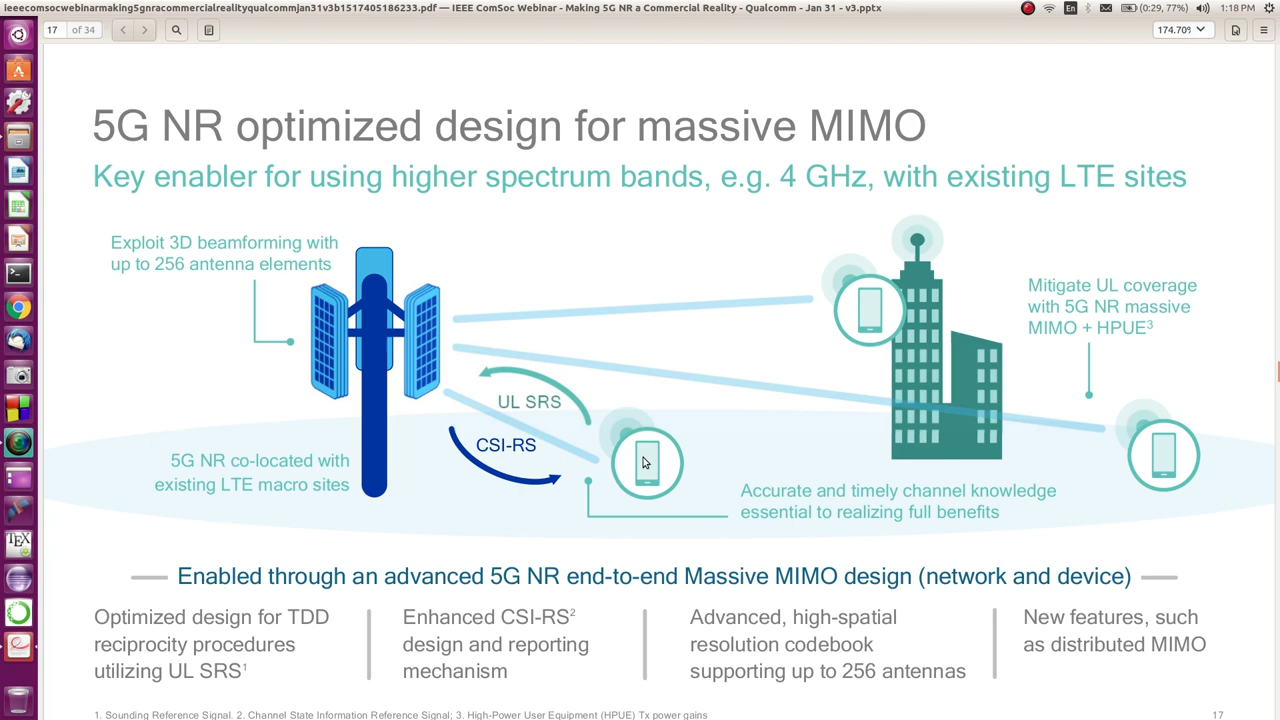 ieeecomsocwebinarmaking5gnracommercialrealityqualcommjan31v3b1517405186233.pdf — IEEE ComSoc Webinar - Making 5G NR a Commercial Reality - Qualcomm - Jan 31 - v3.pptx
En
(0:29, 77%)
1:18 PM
17 of 34
174.70%
5G NR optimized design for massive MIMO
Key enabler for using higher spectrum bands, e.g. 4 GHz, with existing LTE sites
Exploit 3D beamforming with
up to 256 antenna elements
Mitigate UL coverage
with 5G NR massive
MIMO + HPUE³
UL SRS
CSI-RS
5G NR co-located with
existing LTE macro sites
Accurate and timely channel knowledge
essential to realizing full benefits
Enabled through an advanced 5G NR end-to-end Massive MIMO design (network and device)
Optimized design for TDD
reciprocity procedures
utilizing UL SRS¹
Enhanced CSI-RS²
design and reporting
mechanism
Advanced, high-spatial
resolution codebook
supporting up to 256 antennas
New features, such
as distributed MIMO
1. Sounding Reference Signal. 2. Channel State Information Reference Signal; 3. High-Power User Equipment (HPUE) Tx power gains
17
TEX